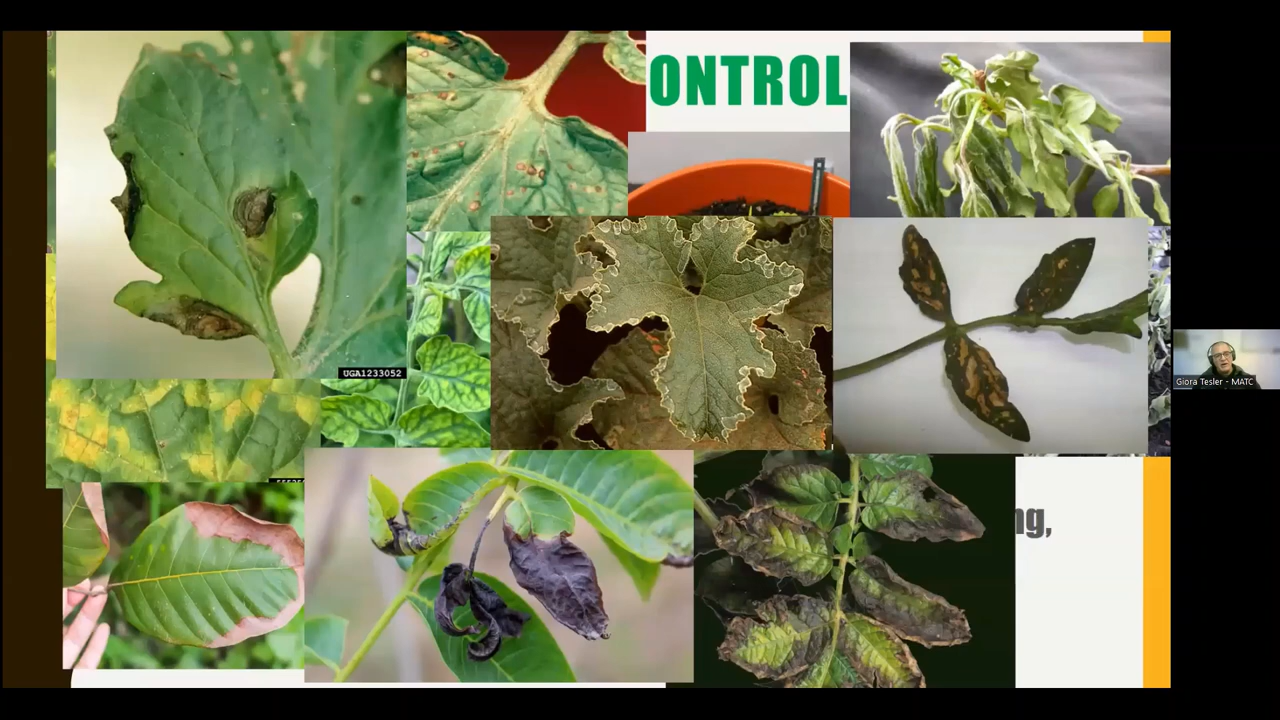 ONTROL
UGA1233052
ng,
Giora Tesler - MATC